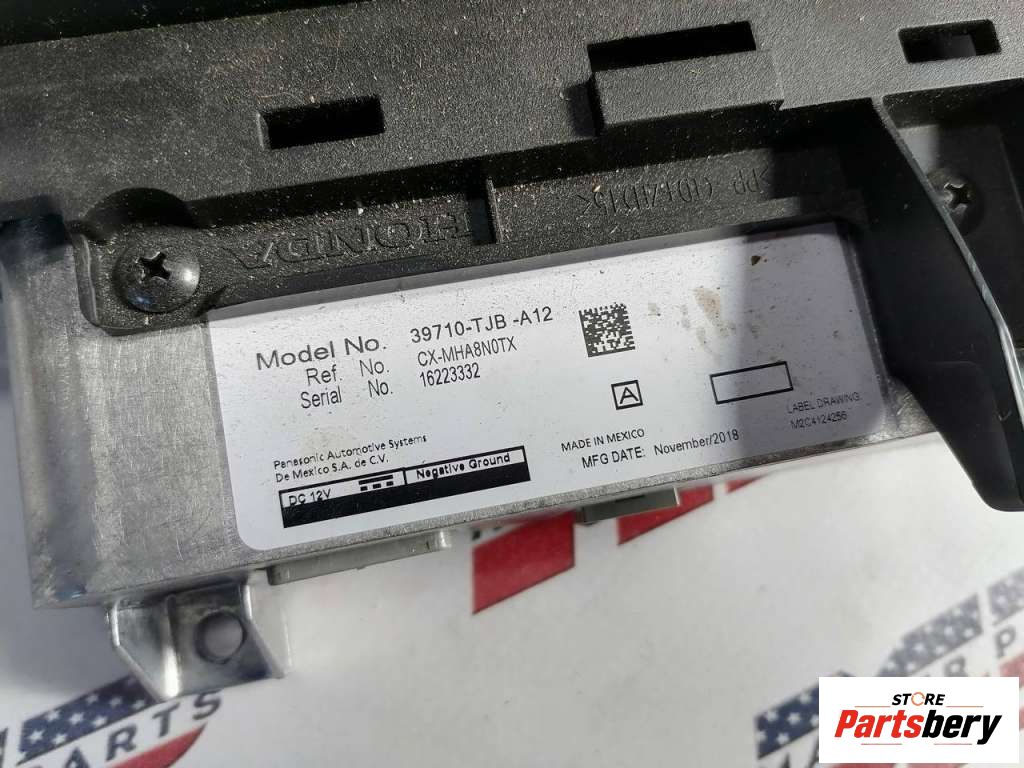 HONDA
Model No. 39710-TJB -A12
Ref. No. CX-MHA8N0TX
Serial No. 16223332
A
LABEL DRAWING:
M2C4124256
Panasonic Automotive Systems
De Mexico S.A. de C.V.
MADE IN MEXICO
MFG DATE: November/2018
DC 12V
Negative Ground
PARTS
STORE
Partsbery